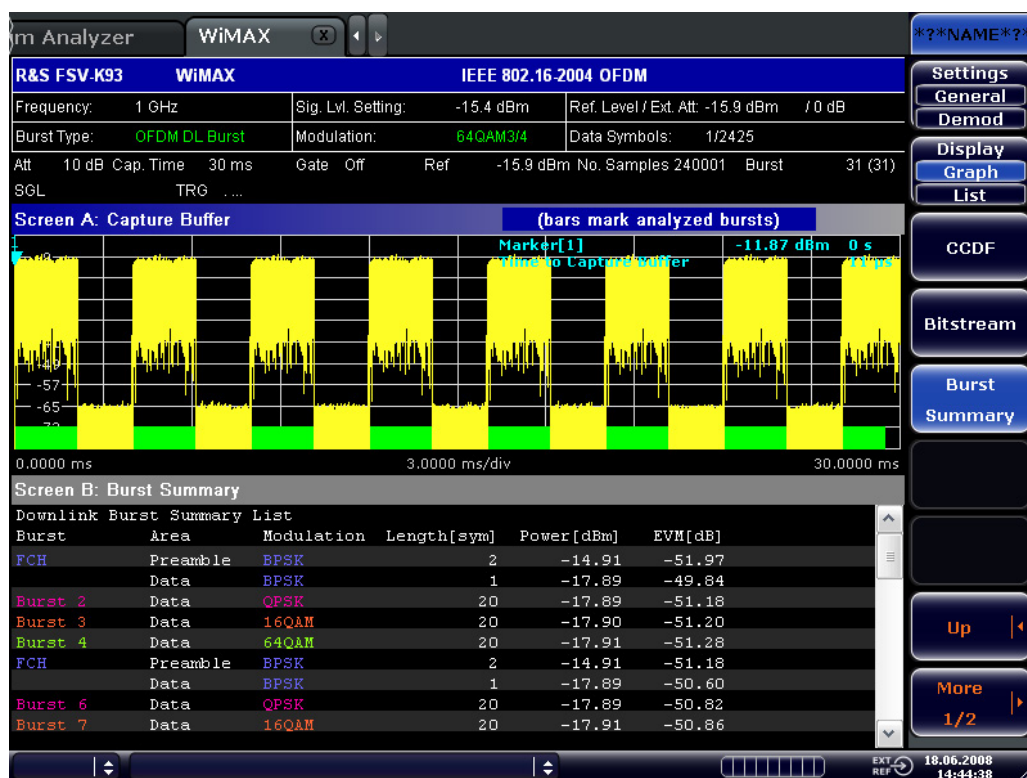 m Analyzer WiMAX X *?*NAME*?*
R&S FSV-K93 WiMAX IEEE 802.16-2004 OFDM
Frequency: 1 GHz Sig. Lvl. Setting: -15.4 dBm Ref. Level / Ext. Att: -15.9 dBm / 0 dB
Burst Type: OFDM DL Burst Modulation: 64QAM3/4 Data Symbols: 1/2425
Att 10 dB Cap. Time 30 ms Gate Off Ref -15.9 dBm No. Samples 240001 Burst 31 (31)
SGL TRG ....
Screen A: Capture Buffer (bars mark analyzed bursts)
Marker[1] -11.87 dBm 0 s
Time to Capture Buffer 11 µs
-49
-57
-65
-73
0.0000 ms 3.0000 ms/div 30.0000 ms
Screen B: Burst Summary
Downlink Burst Summary List
Burst Area Modulation Length[sym] Power[dBm] EVM[dB]
FCH Preamble BPSK 2 -14.91 -51.97
Data BPSK 1 -17.89 -49.84
Burst 2 Data QPSK 20 -17.89 -51.18
Burst 3 Data 16QAM 20 -17.90 -51.20
Burst 4 Data 64QAM 20 -17.91 -51.28
FCH Preamble BPSK 2 -14.91 -51.18
Data BPSK 1 -17.89 -50.60
Burst 6 Data QPSK 20 -17.89 -50.82
Burst 7 Data 16QAM 20 -17.91 -50.86
Settings
General
Demod
Display
Graph
List
CCDF
Bitstream
Burst
Summary
Up
More
1/2
EXT REF 18.06.2008
14:44:38